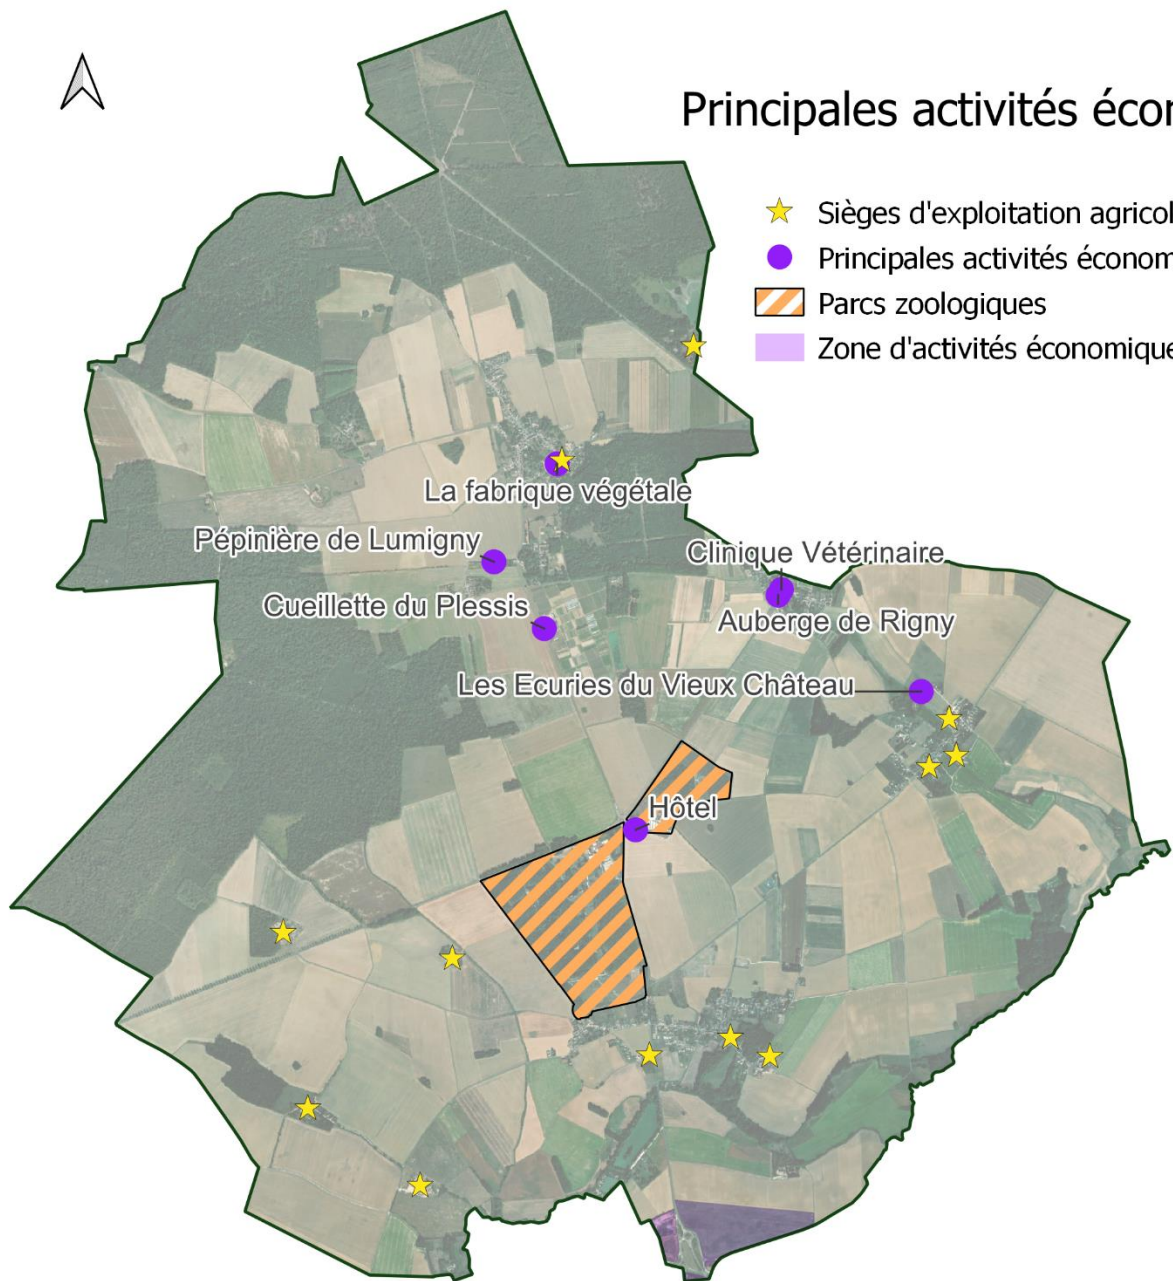 Principales activités écon
Sièges d'exploitation agricol
Principales activités économ
Parcs zoologiques
Zone d'activités économique
La fabrique végétale
Pépinière de Lumigny
Clinique Vétérinaire
Cueillette du Plessis
Auberge de Rigny
Les Ecuries du Vieux Château
Hôtel